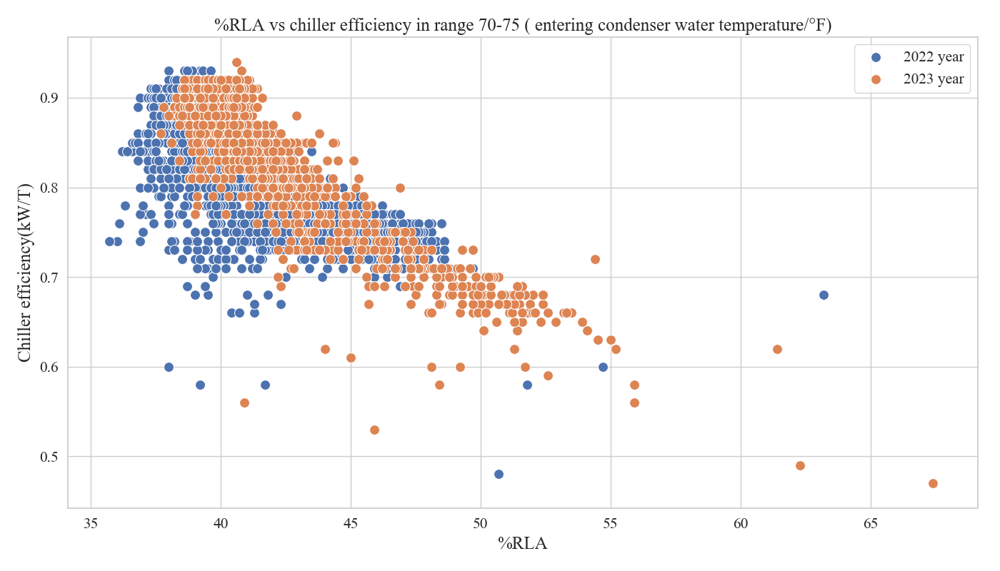 %RLA vs chiller efficiency in range 70-75 ( entering condenser water temperature/°F)
2022 year
2023 year
Chiller efficiency(kW/T)
0.9
0.8
0.7
0.6
0.5
35 40 45 50 55 60 65
%RLA